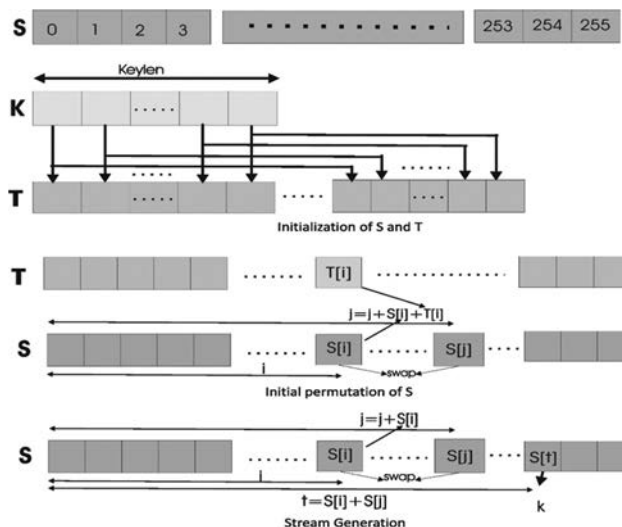 S 0 1 2 3 253 254 255
Keylen
K
T
Initialization of S and T
T T[i]
j=j+S[i]+T[i]
S S[i] S[j]
i swap
Initial permutation of S
j=j+S[i]
S S[i] S[j] S[t]
i swap
t=S[i]+S[j] k
Stream Generation